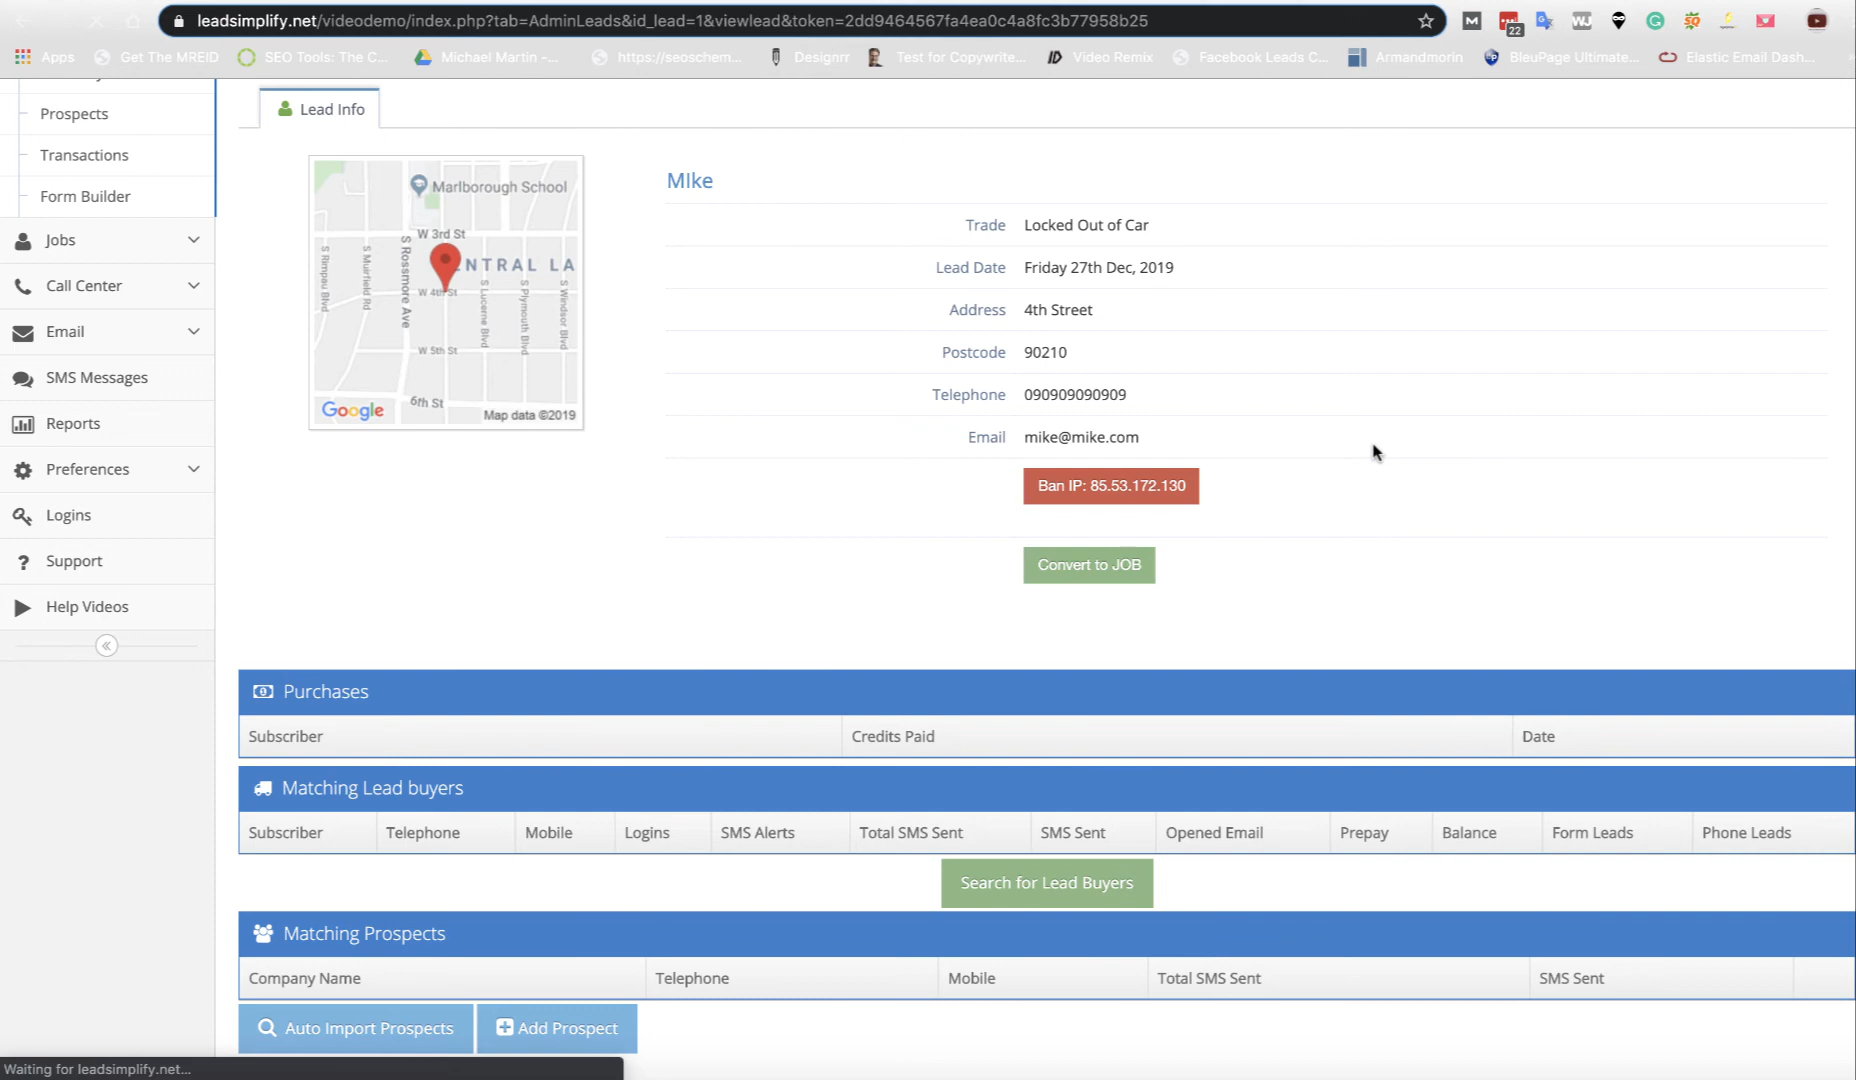 leadsimplify.net/videodemo/index.php?tab=AdminLeads&id_lead=1&viewlead&token=2dd9464567fa4ea0c4a8fc3b77958b25
22
Apps
Get The MREID
SEO Tools: The C...
Michael Martin -...
https://seoschem...
Designrr
Test for Copywrite...
Video Remix
Facebook Leads C...
Armandmorin
BleuPage Ultimate...
Elastic Email Dash...
Prospects
Transactions
Form Builder
Jobs
Call Center
Email
SMS Messages
Reports
Preferences
Logins
Support
Help Videos
Lead Info
Marlborough School
W 3rd St
CENTRAL LA
W 4th St
W 5th St
6th St
S Rimpau Blvd
S Muirfield Rd
S Rossmore Ave
S Lucerne Blvd
S Plymouth Blvd
S Windsor Blvd
Google
Map data ©2019
MIke
Trade Locked Out of Car
Lead Date Friday 27th Dec, 2019
Address 4th Street
Postcode 90210
Telephone 090909090909
Email mike@mike.com
Ban IP: 85.53.172.130
Convert to JOB
Purchases
Subscriber Credits Paid Date
Matching Lead buyers
Subscriber Telephone Mobile Logins SMS Alerts Total SMS Sent SMS Sent Opened Email Prepay Balance Form Leads Phone Leads
Search for Lead Buyers
Matching Prospects
Company Name Telephone Mobile Total SMS Sent SMS Sent
Auto Import Prospects Add Prospect
Waiting for leadsimplify.net...